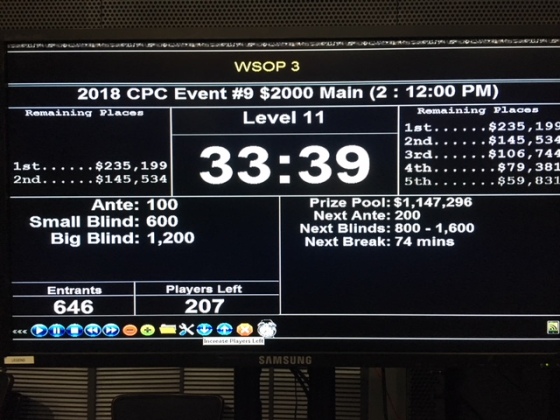 WSOP 3
2018 CPC Event #9 $2000 Main (2 : 12:00 PM)
Remaining Places
1st......$235,199
2nd......$145,534
Level 11
33:39
Remaining Places
1st......$235,199
2nd......$145,534
3rd......$106,744
4th.......$79,381
5th.......$59,831
Ante: 100
Small Blind: 600
Big Blind: 1,200
Prize Pool: $1,147,296
Next Ante: 200
Next Blinds: 800 - 1,600
Next Break: 74 mins
Entrants
646
Players Left
207
<<<
Increment Players Left
SAMSUNG